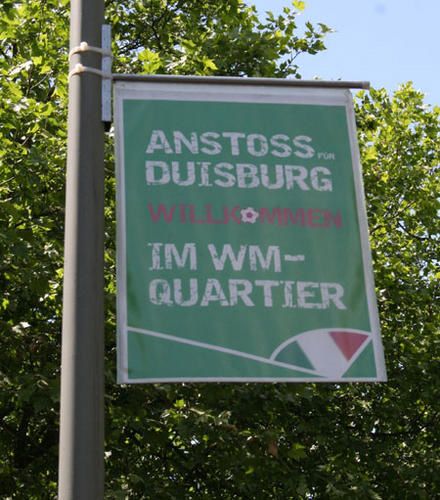 ANSTOSS FÜR
DUISBURG
WILLKOMMEN
IM WM-
QUARTIER